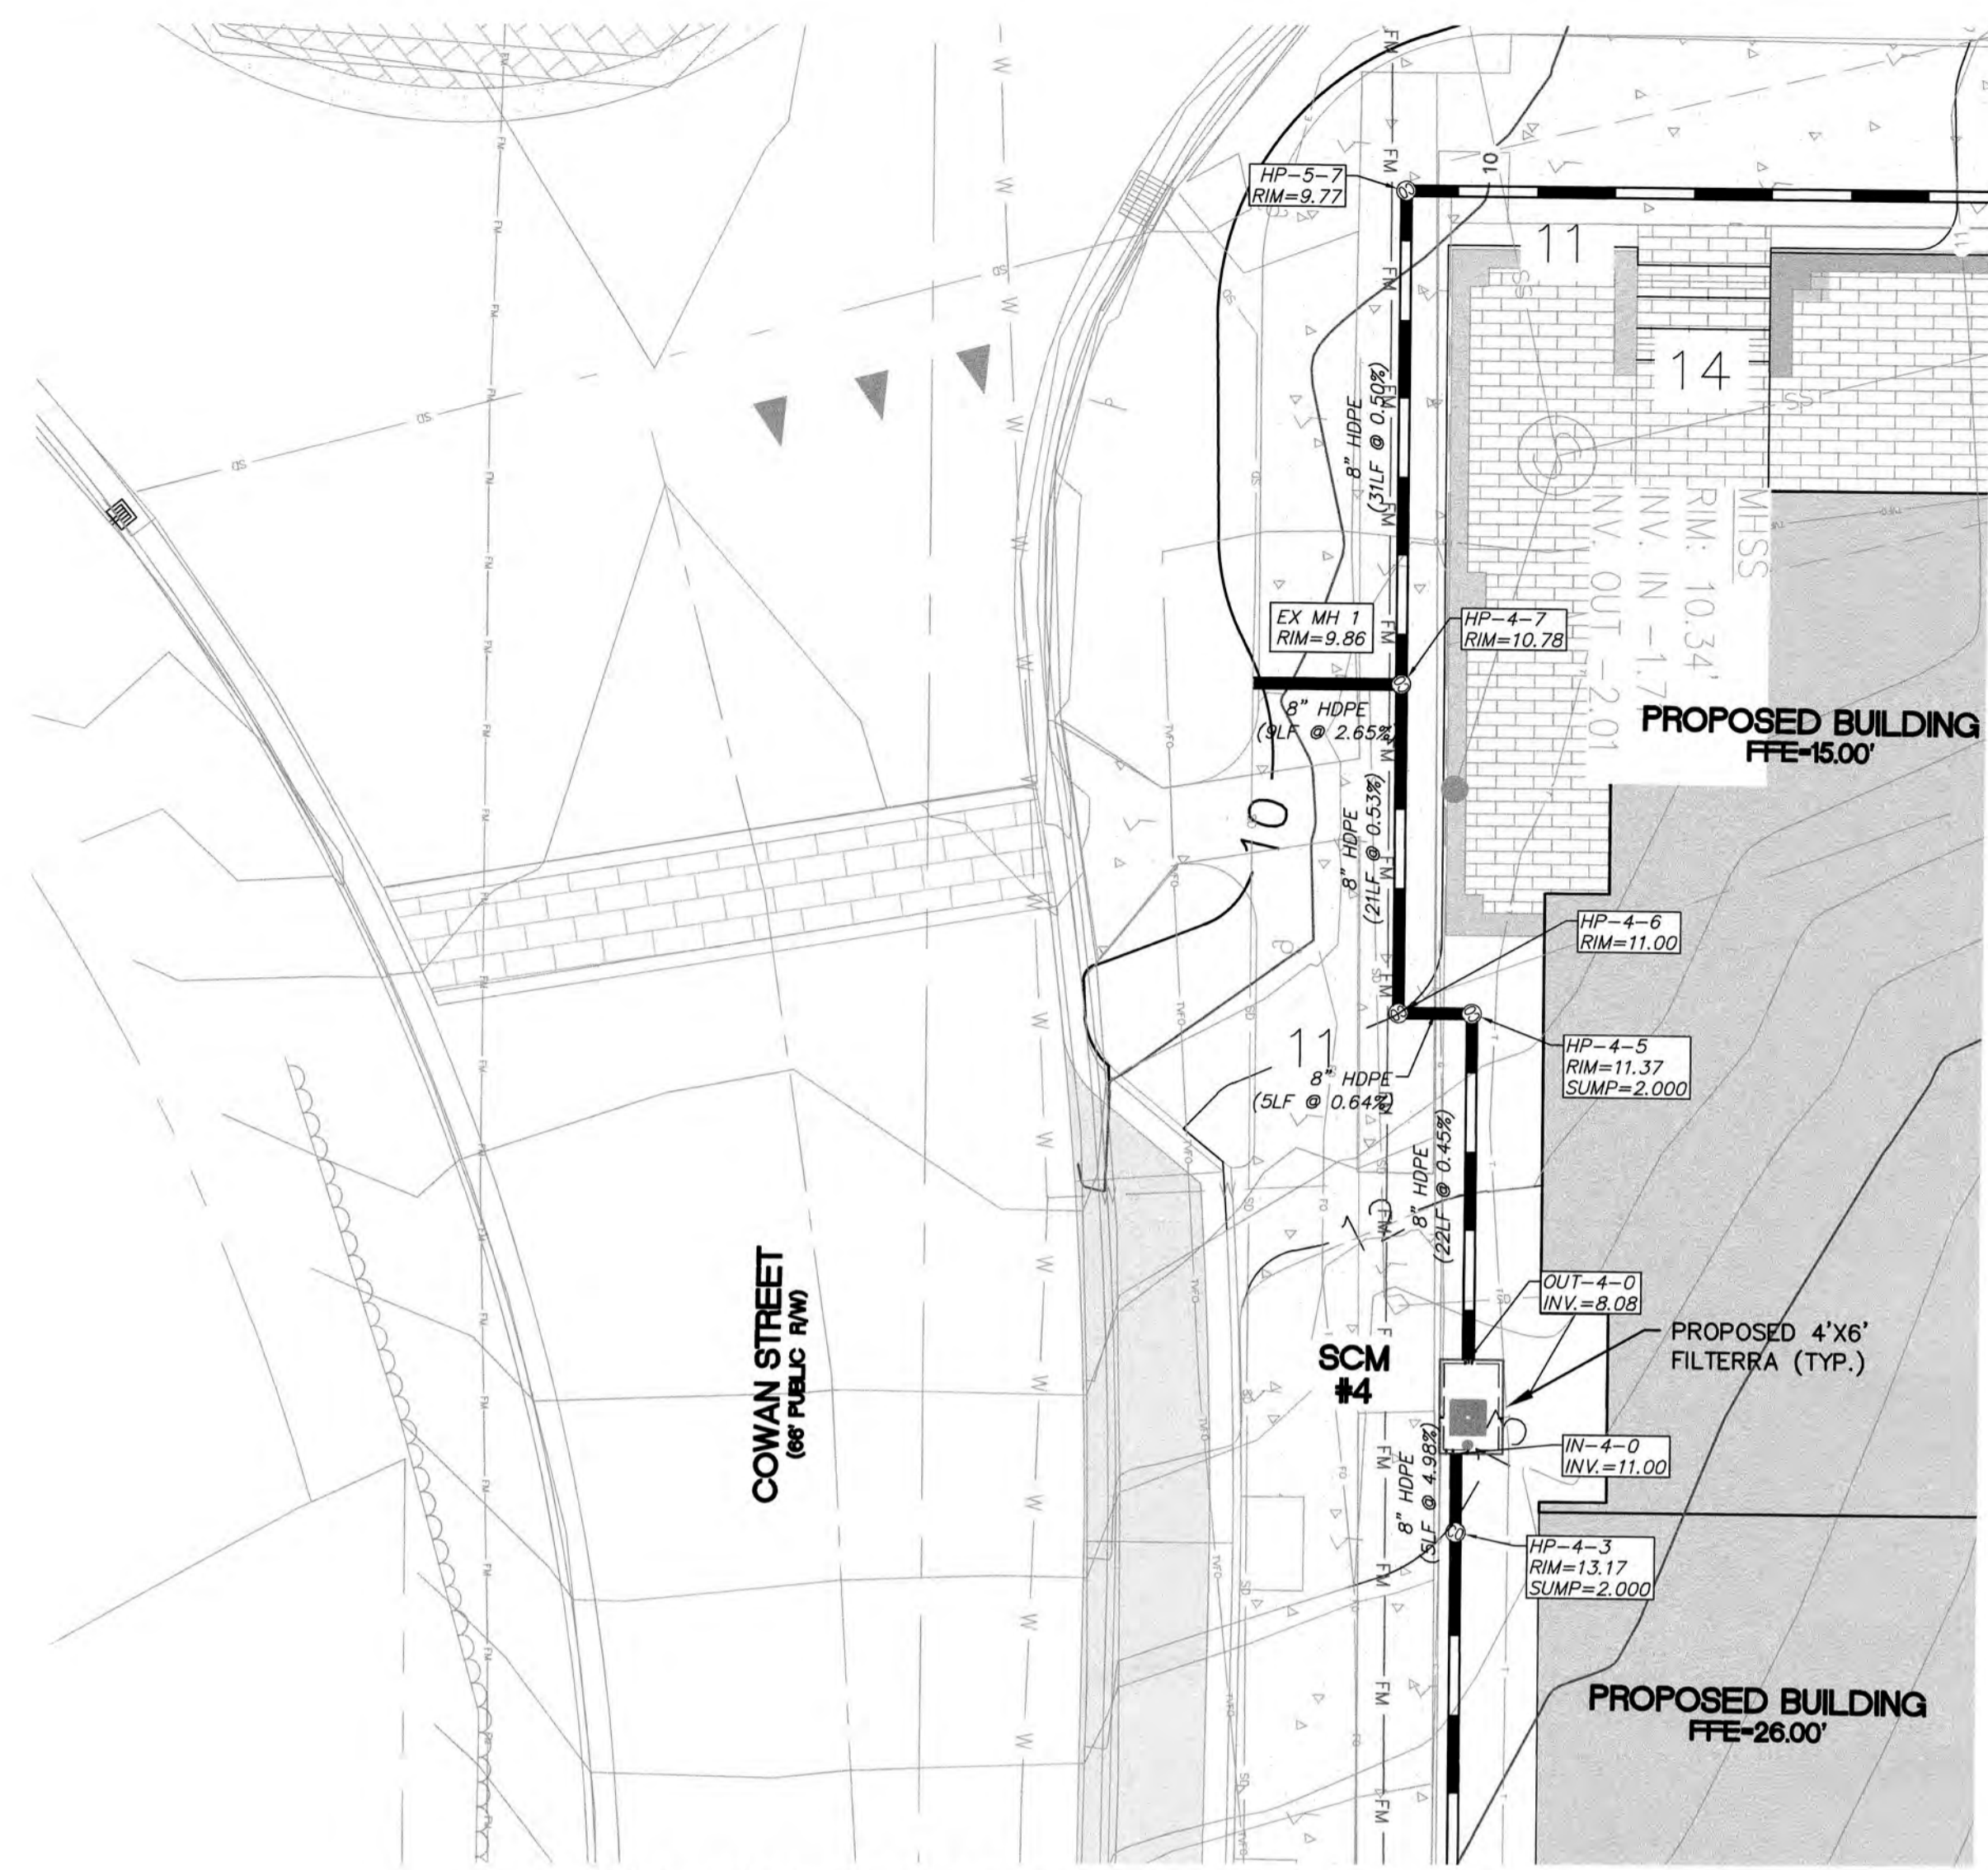 HP-5-7
RIM=9.77
10
11
14
8" HDPE
(37LF @ 0.50%)
MHSS
RIM: 10.34'
INV. IN -1.7
INV. OUT -2.01
EX MH 1
RIM=9.86
HP-4-7
RIM=10.78
8" HDPE
(9LF @ 2.65%)
PROPOSED BUILDING
FFE=15.00'
10
8" HDPE
(21LF @ 0.53%)
HP-4-6
RIM=11.00
HP-4-5
RIM=11.37
SUMP=2.000
11
8" HDPE
(5LF @ 0.64%)
8" HDPE
(22LF @ 0.45%)
OUT-4-0
INV.=8.08
PROPOSED 4'X6'
FILTERRA (TYP.)
COWAN STREET
(66' PUBLIC R/W)
SCM
#4
IN-4-0
INV.=11.00
8" HDPE
(5LF @ 4.98%)
HP-4-3
RIM=13.17
SUMP=2.000
PROPOSED BUILDING
FFE=26.00'